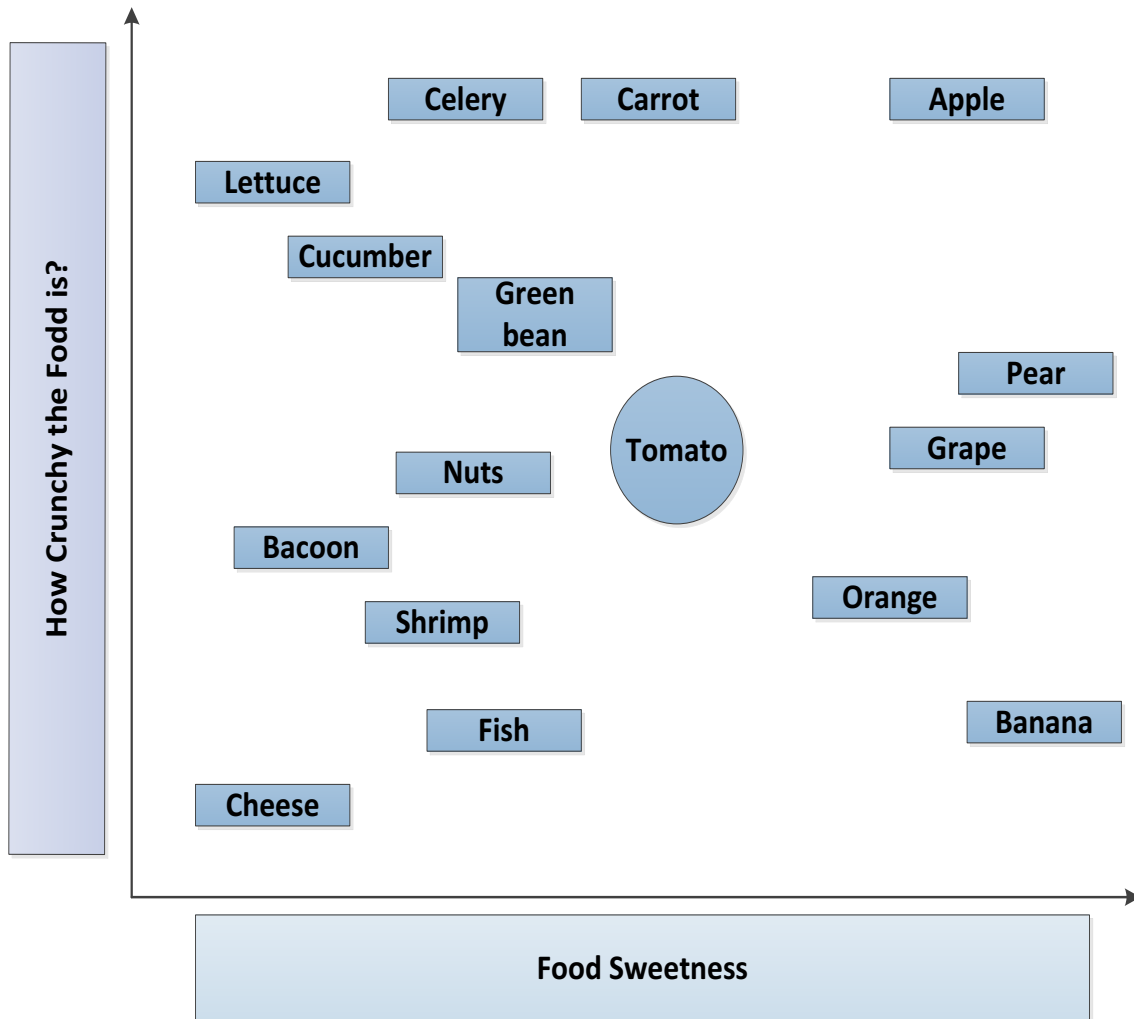 How Crunchy the Fodd is?
Celery
Carrot
Apple
Lettuce
Cucumber
Green
bean
Pear
Tomato
Grape
Nuts
Bacoon
Orange
Shrimp
Fish
Banana
Cheese
Food Sweetness